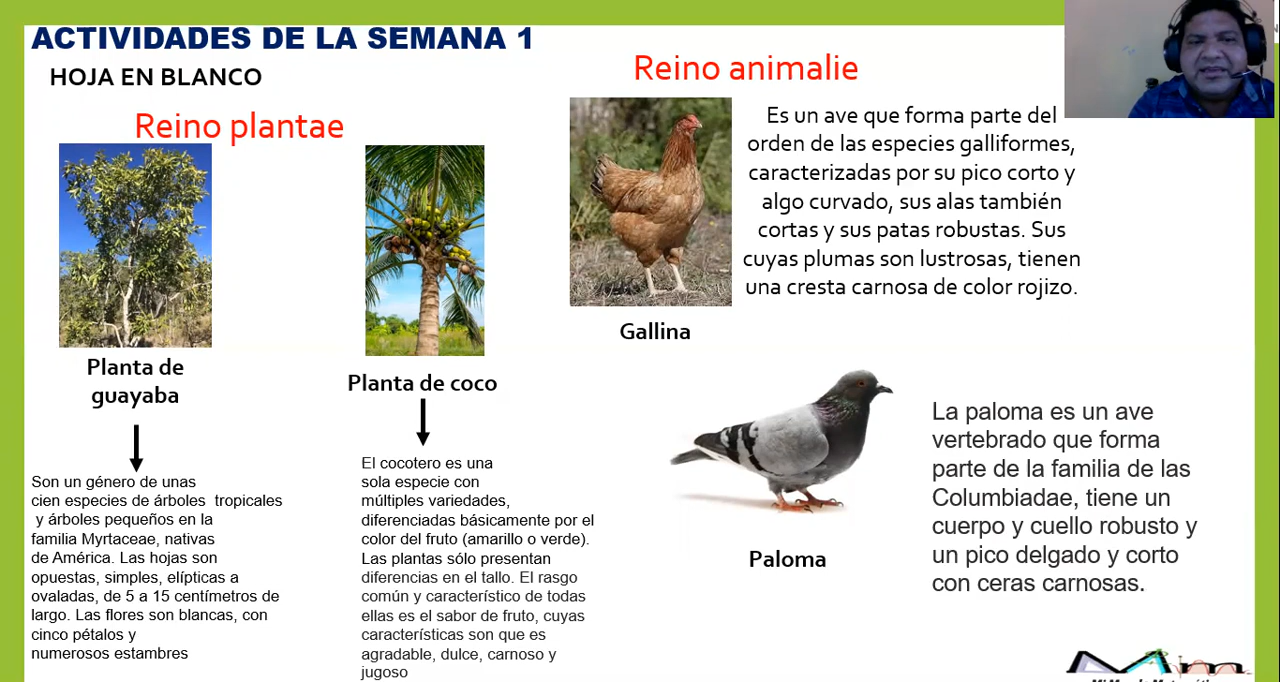 ACTIVIDADES DE LA SEMANA 1
HOJA EN BLANCO
Reino plantae
Planta de
guayaba
Son un género de unas
cien especies de árboles tropicales
y árboles pequeños en la
familia Myrtaceae, nativas
de América. Las hojas son
opuestas, simples, elípticas a
ovaladas, de 5 a 15 centímetros de
largo. Las flores son blancas, con
cinco pétalos y
numerosos estambres
Planta de coco
El cocotero es una
sola especie con
múltiples variedades,
diferenciadas básicamente por el
color del fruto (amarillo o verde).
Las plantas sólo presentan
diferencias en el tallo. El rasgo
común y característico de todas
ellas es el sabor de fruto, cuyas
características son que es
agradable, dulce, carnoso y
jugoso
Reino animalie
Gallina
Es un ave que forma parte del
orden de las especies galliformes,
caracterizadas por su pico corto y
algo curvado, sus alas también
cortas y sus patas robustas. Sus
cuyas plumas son lustrosas, tienen
una cresta carnosa de color rojizo.
Paloma
La paloma es un ave
vertebrado que forma
parte de la familia de las
Columbiadae, tiene un
cuerpo y cuello robusto y
un pico delgado y corto
con ceras carnosas.